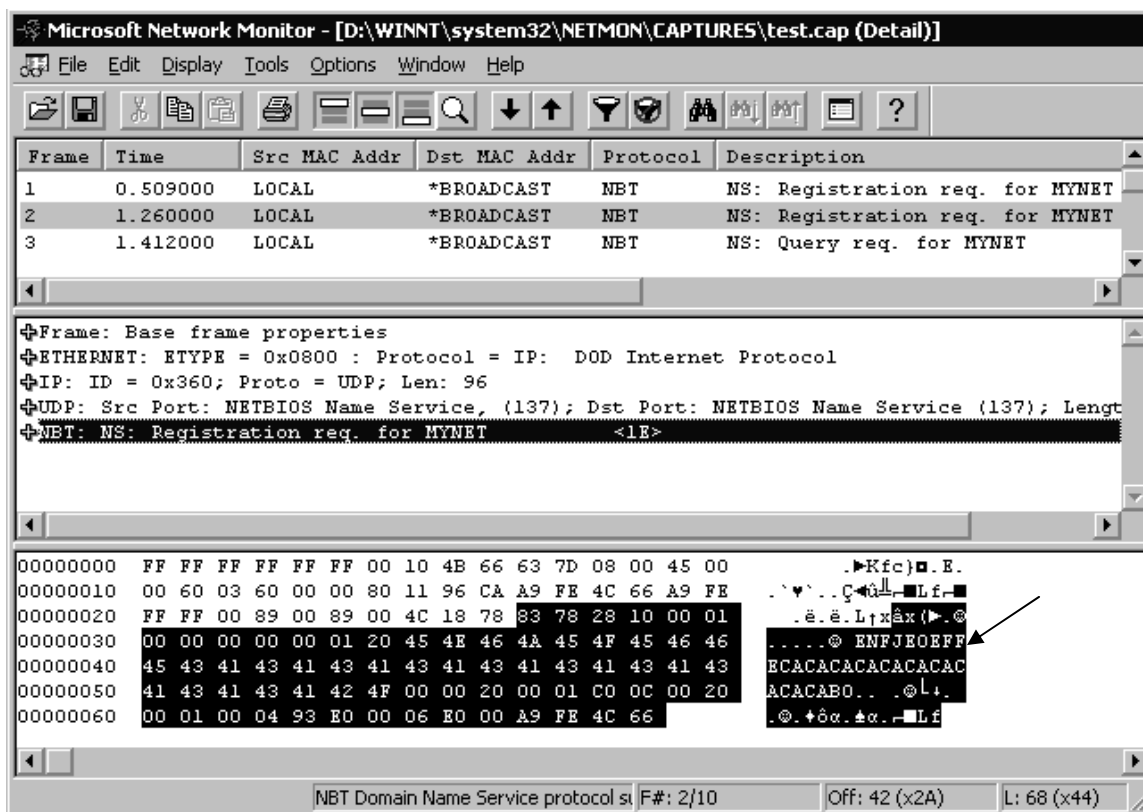 Microsoft Network Monitor - [D:\WINNT\system32\NETMON\CAPTURES\test.cap (Detail)]
File Edit Display Tools Options Window Help
Frame Time Src MAC Addr Dst MAC Addr Protocol Description
1 0.509000 LOCAL *BROADCAST NBT NS: Registration req. for MYNET
2 1.260000 LOCAL *BROADCAST NBT NS: Registration req. for MYNET
3 1.412000 LOCAL *BROADCAST NBT NS: Query req. for MYNET
Frame: Base frame properties
ETHERNET: ETYPE = 0x0800 : Protocol = IP: DOD Internet Protocol
IP: ID = 0x360; Proto = UDP; Len: 96
UDP: Src Port: NETBIOS Name Service, (137); Dst Port: NETBIOS Name Service (137); Lengt
NBT: NS: Registration req. for MYNET <1E>
00000000 FF FF FF FF FF FF 00 10 4B 66 63 7D 08 00 45 00 .►Kfc}◘.E.
00000010 00 60 03 60 00 00 80 11 96 CA A9 FE 4C 66 A9 FE .`♥`..Ç◄û╩⌐■Lf⌐■
00000020 FF FF 00 89 00 89 00 4C 18 78 83 78 28 10 00 01 .ë.ë.L↑xâx(►.☺
00000030 00 00 00 00 00 01 20 45 4E 46 4A 45 4F 45 46 46 .....☺ ENFJEOEFF
00000040 45 43 41 43 41 43 41 43 41 43 41 43 41 43 41 43 ECACACACACACACAC
00000050 41 43 41 43 41 42 4F 00 00 20 00 01 C0 0C 00 20 ACACABO.. .☺└♀.
00000060 00 01 00 04 93 E0 00 06 E0 00 A9 FE 4C 66 .☺.♦ôα.♠α.⌐■Lf
NBT Domain Name Service protocol su F#: 2/10 Off: 42 (x2A) L: 68 (x44)